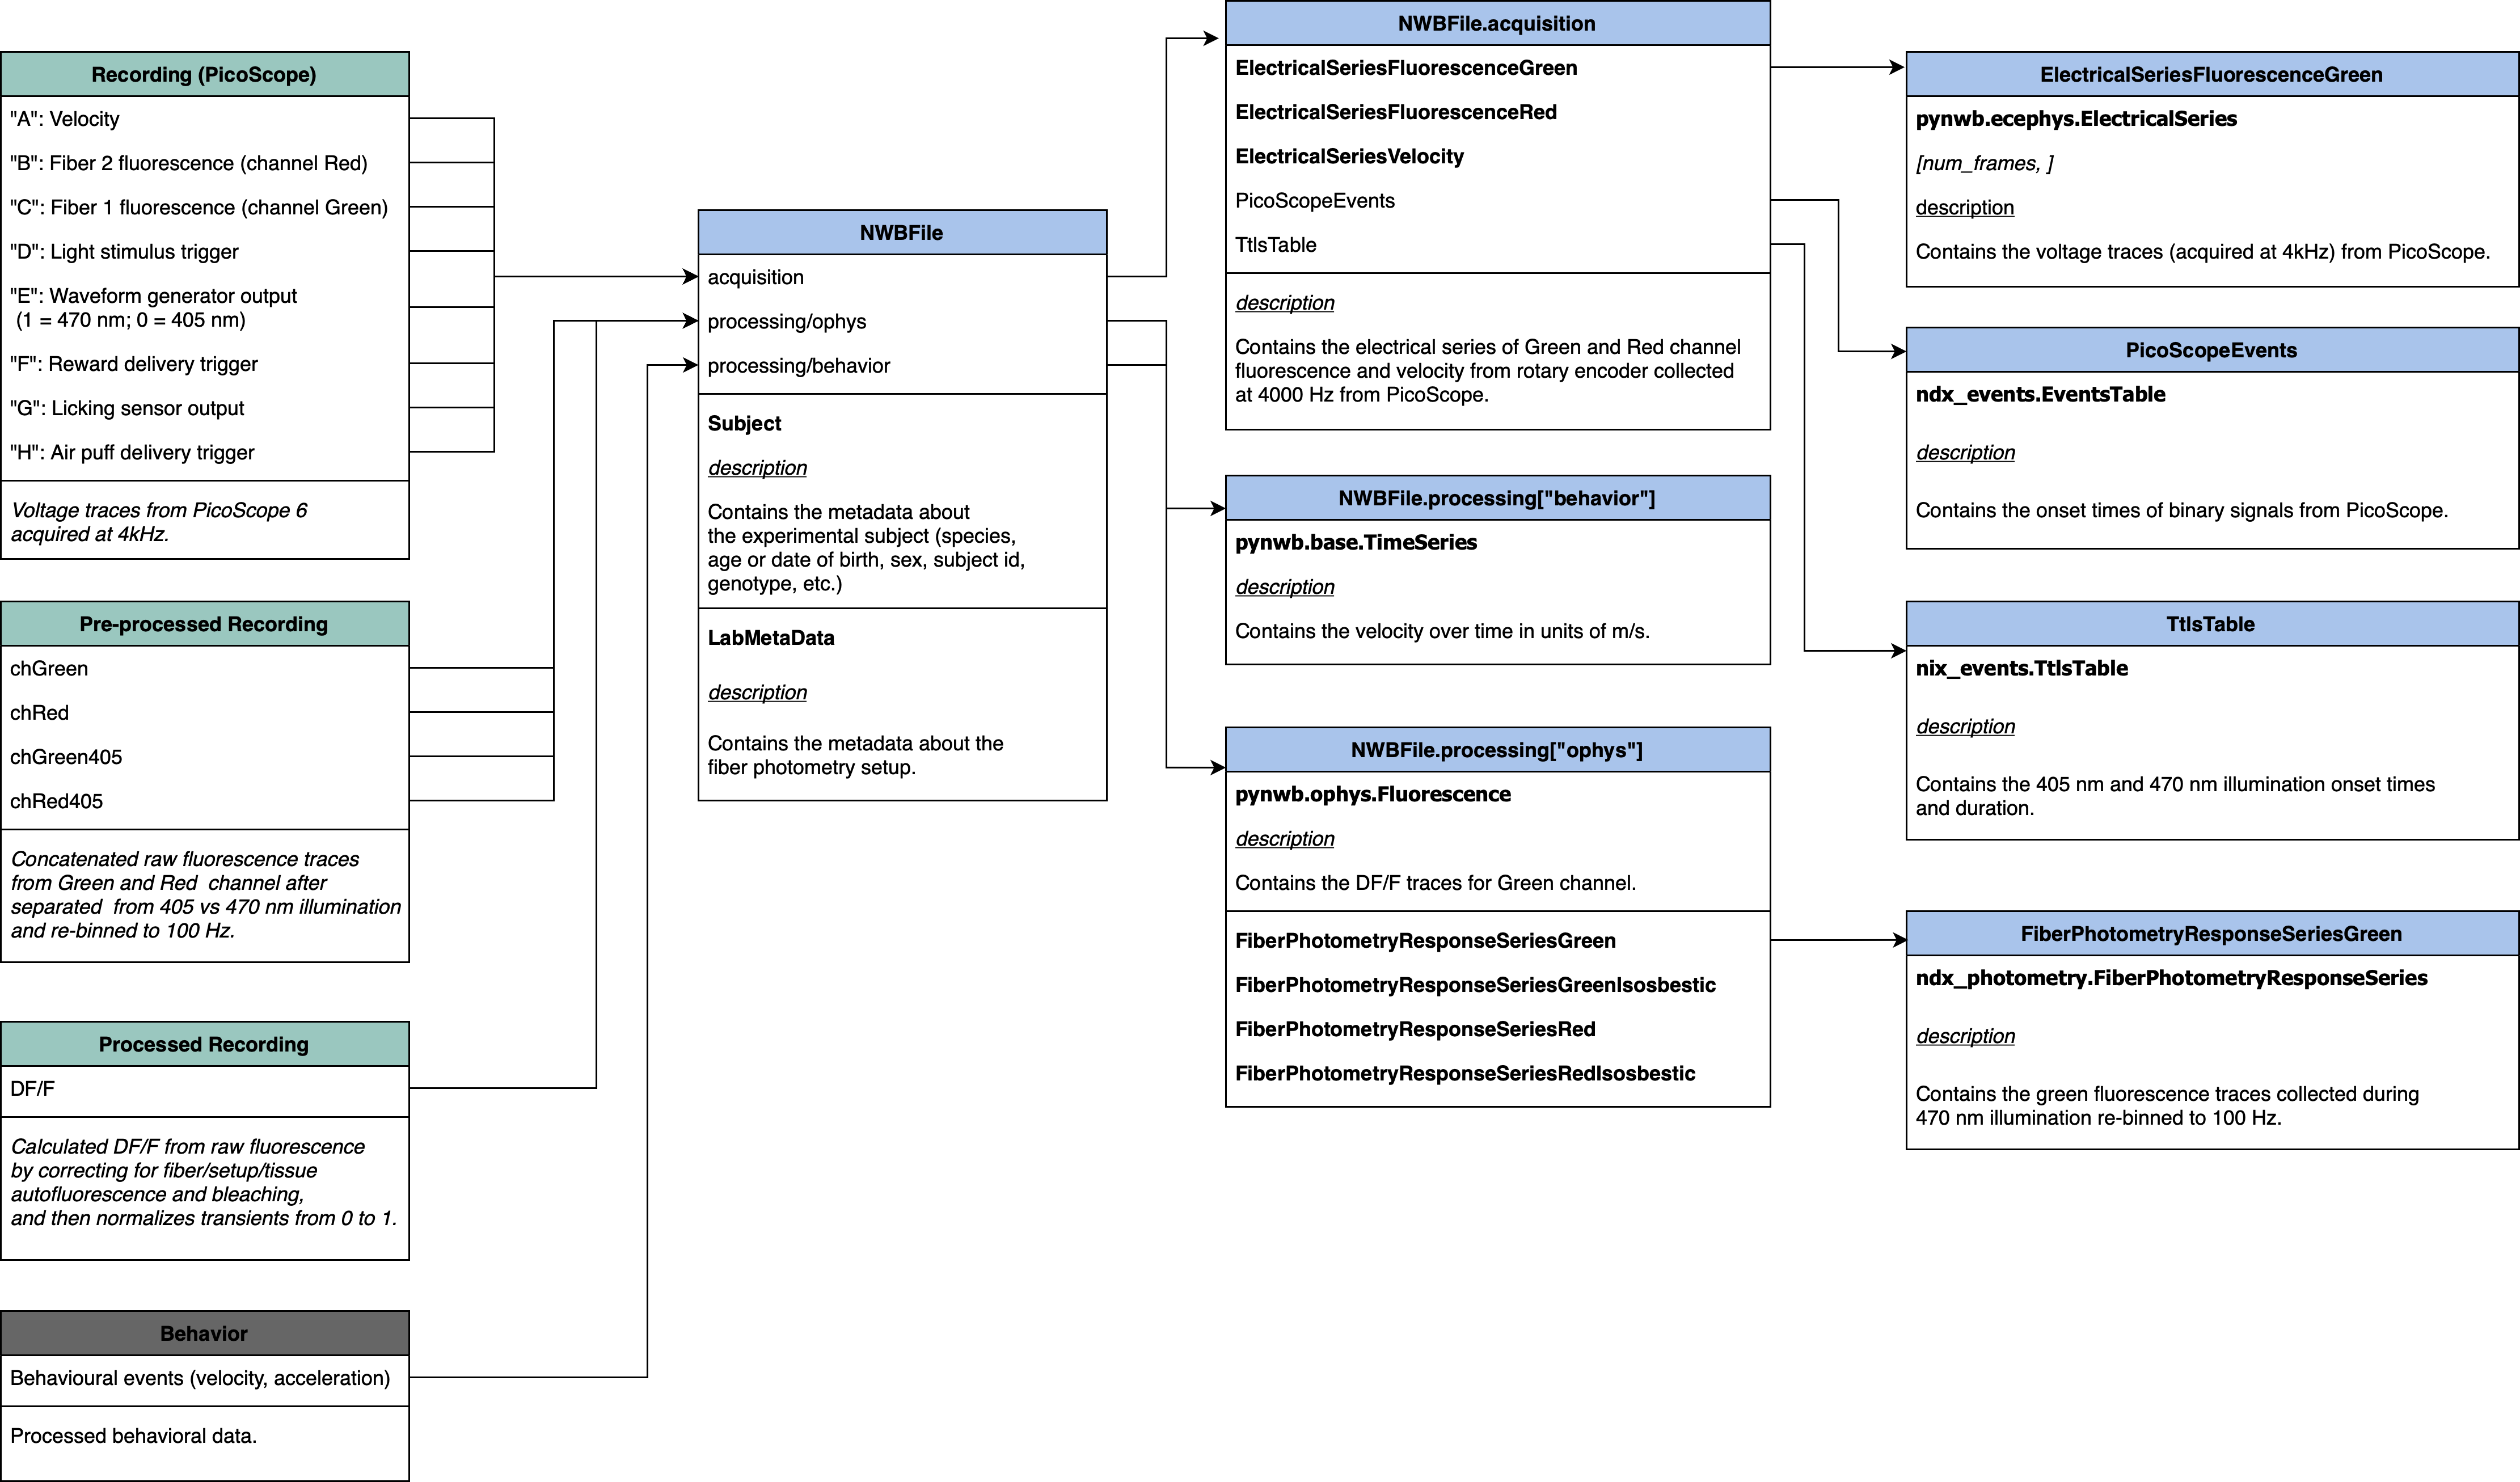 Recording (PicoScope)
"A": Velocity
"B": Fiber 2 fluorescence (channel Red)
"C": Fiber 1 fluorescence (channel Green)
"D": Light stimulus trigger
"E": Waveform generator output
(1 = 470 nm; 0 = 405 nm)
"F": Reward delivery trigger
"G": Licking sensor output
"H": Air puff delivery trigger
Voltage traces from PicoScope 6
acquired at 4kHz.
Pre-processed Recording
chGreen
chRed
chGreen405
chRed405
Concatenated raw fluorescence traces
from Green and Red  channel after
separated  from 405 vs 470 nm illumination
and re-binned to 100 Hz.
Processed Recording
DF/F
Calculated DF/F from raw fluorescence
by correcting for fiber/setup/tissue
autofluorescence and bleaching,
and then normalizes transients from 0 to 1.
Behavior
Behavioural events (velocity, acceleration)
Processed behavioral data.
NWBFile
acquisition
processing/ophys
processing/behavior
Subject
description
Contains the metadata about
the experimental subject (species,
age or date of birth, sex, subject id,
genotype, etc.)
LabMetaData
description
Contains the metadata about the
fiber photometry setup.
NWBFile.acquisition
ElectricalSeriesFluorescenceGreen
ElectricalSeriesFluorescenceRed
ElectricalSeriesVelocity
PicoScopeEvents
TtlsTable
description
Contains the electrical series of Green and Red channel
fluorescence and velocity from rotary encoder collected
at 4000 Hz from PicoScope.
NWBFile.processing["behavior"]
pynwb.base.TimeSeries
description
Contains the velocity over time in units of m/s.
NWBFile.processing["ophys"]
pynwb.ophys.Fluorescence
description
Contains the DF/F traces for Green channel.
FiberPhotometryResponseSeriesGreen
FiberPhotometryResponseSeriesGreenIsosbestic
FiberPhotometryResponseSeriesRed
FiberPhotometryResponseSeriesRedIsosbestic
ElectricalSeriesFluorescenceGreen
pynwb.ecephys.ElectricalSeries
[num_frames, ]
description
Contains the voltage traces (acquired at 4kHz) from PicoScope.
PicoScopeEvents
ndx_events.EventsTable
description
Contains the onset times of binary signals from PicoScope.
TtlsTable
nix_events.TtlsTable
description
Contains the 405 nm and 470 nm illumination onset times
and duration.
FiberPhotometryResponseSeriesGreen
ndx_photometry.FiberPhotometryResponseSeries
description
Contains the green fluorescence traces collected during
470 nm illumination re-binned to 100 Hz.